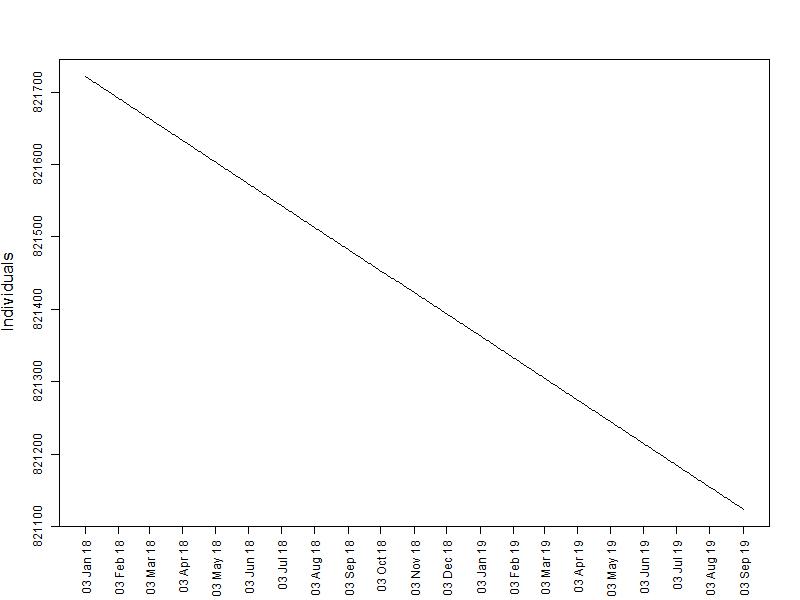 Individuals
821700
821600
821500
821400
821300
821200
821100
03 Jan 18
03 Feb 18
03 Mar 18
03 Apr 18
03 May 18
03 Jun 18
03 Jul 18
03 Aug 18
03 Sep 18
03 Oct 18
03 Nov 18
03 Dec 18
03 Jan 19
03 Feb 19
03 Mar 19
03 Apr 19
03 May 19
03 Jun 19
03 Jul 19
03 Aug 19
03 Sep 19